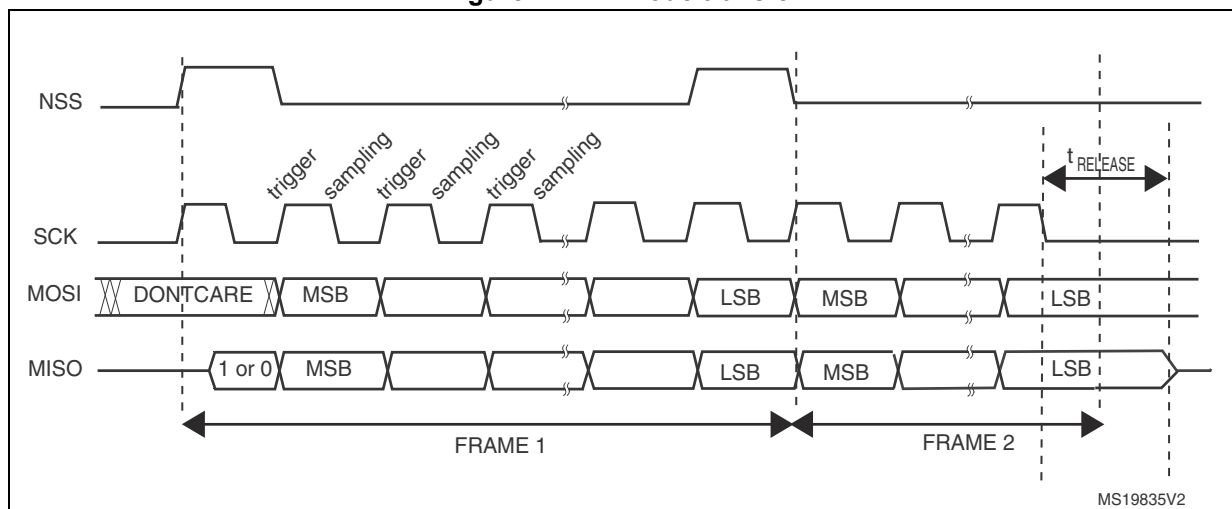 NSS
trigger sampling trigger sampling trigger sampling
t RELEASE
SCK
MOSI DONTCARE MSB LSB MSB LSB
MISO 1 or 0 MSB LSB MSB LSB
FRAME 1 FRAME 2
MS19835V2